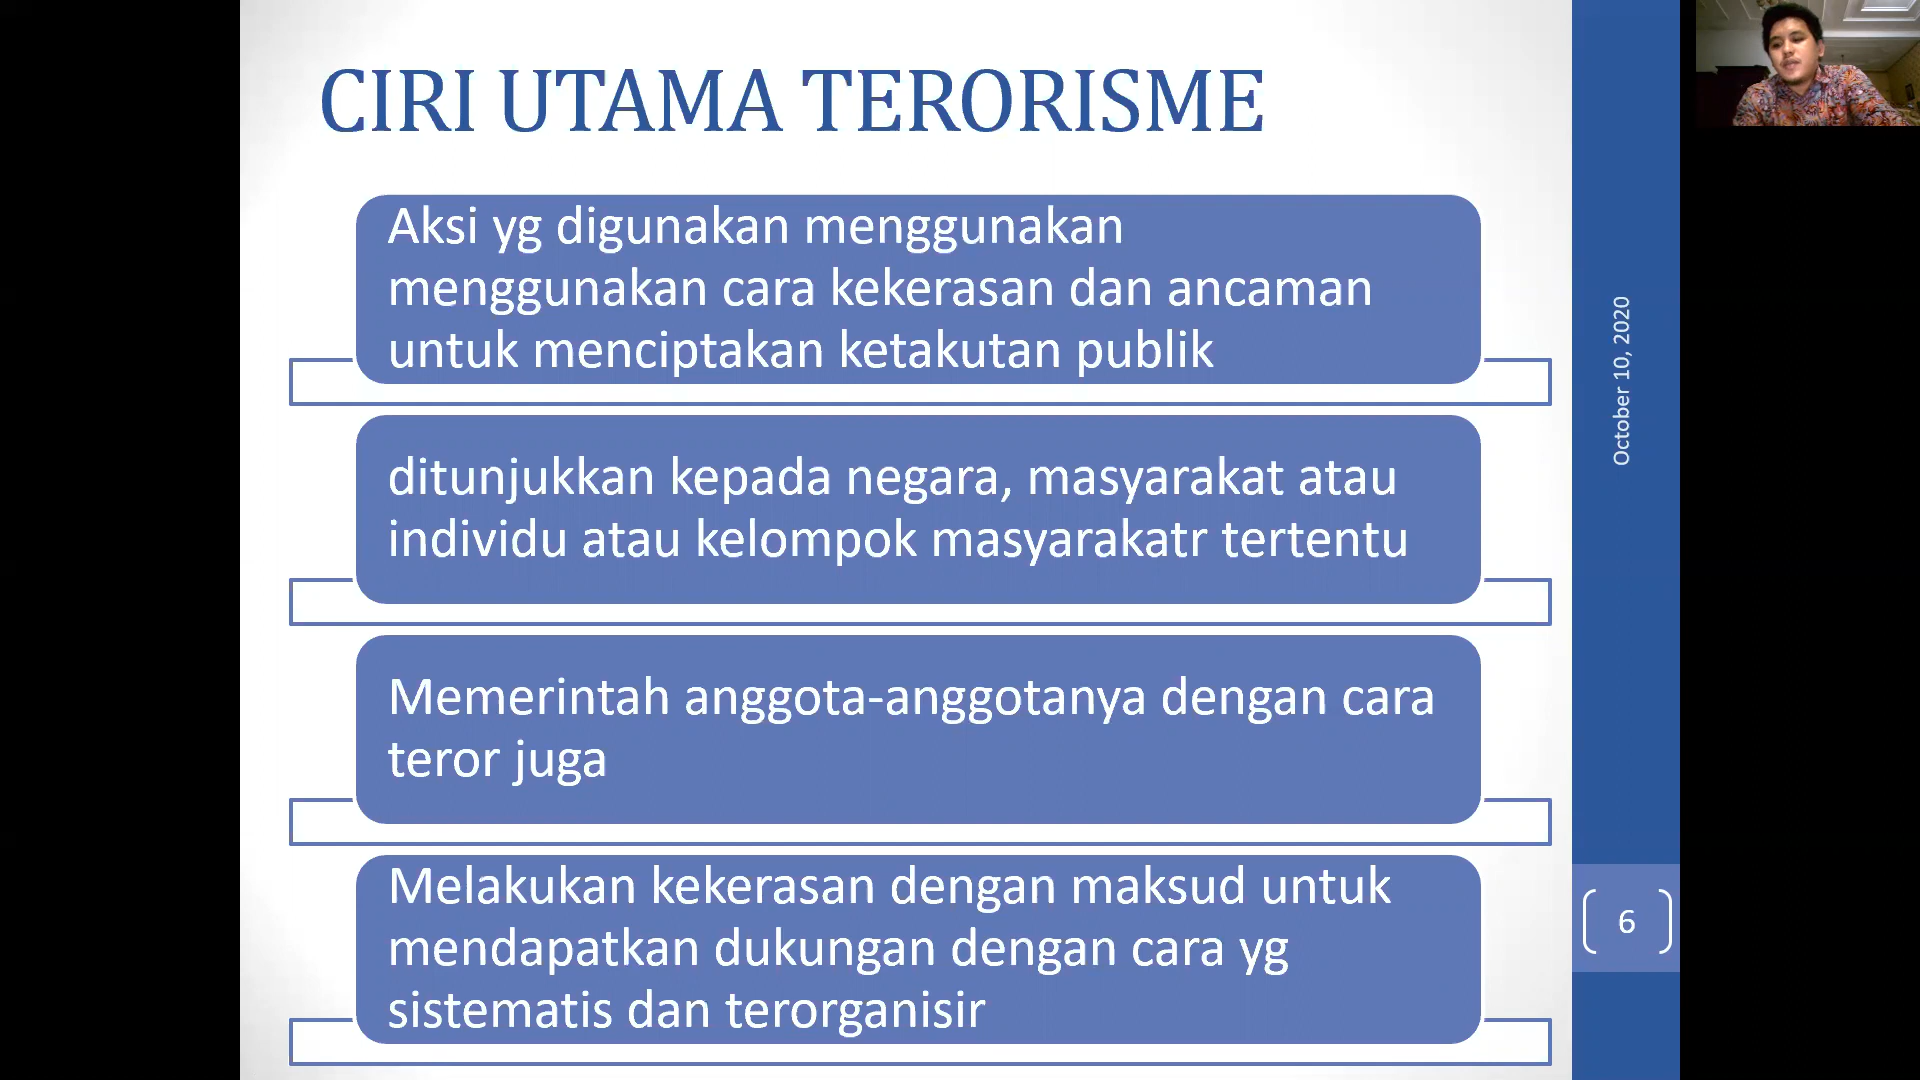 CIRI UTAMA TERORISME
Aksi yg digunakan menggunakan
menggunakan cara kekerasan dan ancaman
untuk menciptakan ketakutan publik
ditunjukkan kepada negara, masyarakat atau
individu atau kelompok masyarakatr tertentu
Memerintah anggota-anggotanya dengan cara
teror juga
Melakukan kekerasan dengan maksud untuk
mendapatkan dukungan dengan cara yg
sistematis dan terorganisir
October 10, 2020
6